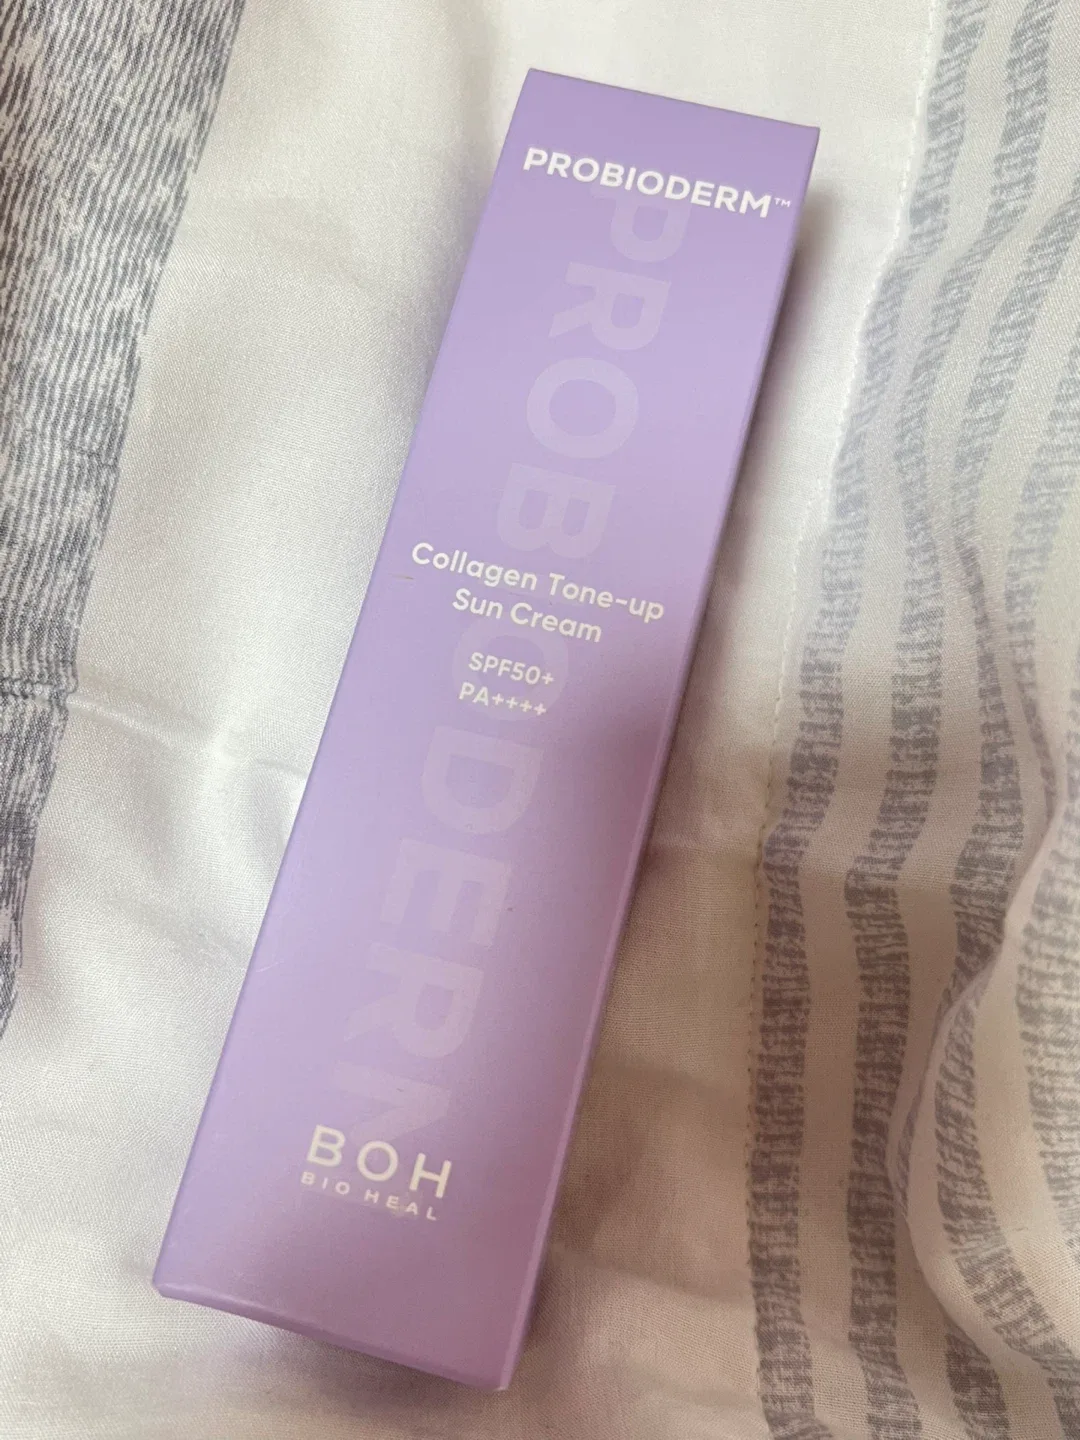 PROBIODERM™
PROBIODERM
Collagen Tone-up
Sun Cream
SPF50+
PA++++
BOH
BIO HEAL